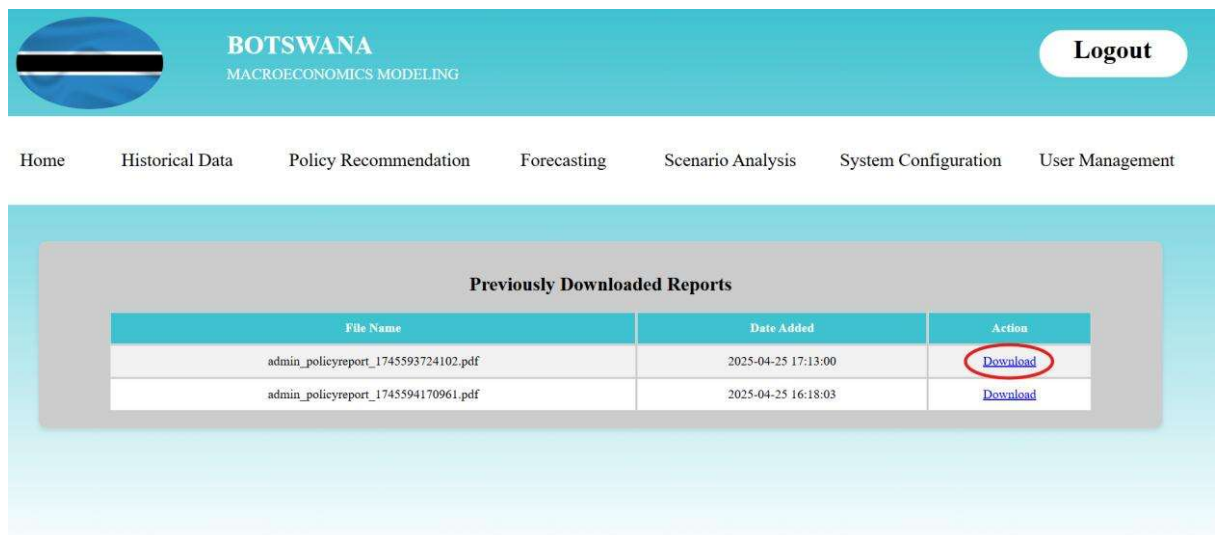 BOTSWANA
MACROECONOMICS MODELING
Logout
Home Historical Data Policy Recommendation Forecasting Scenario Analysis System Configuration User Management
Previously Downloaded Reports
File Name Date Added Action
admin_policyreport_1745593724102.pdf 2025-04-25 17:13:00 Download
admin_policyreport_1745594170961.pdf 2025-04-25 16:18:03 Download